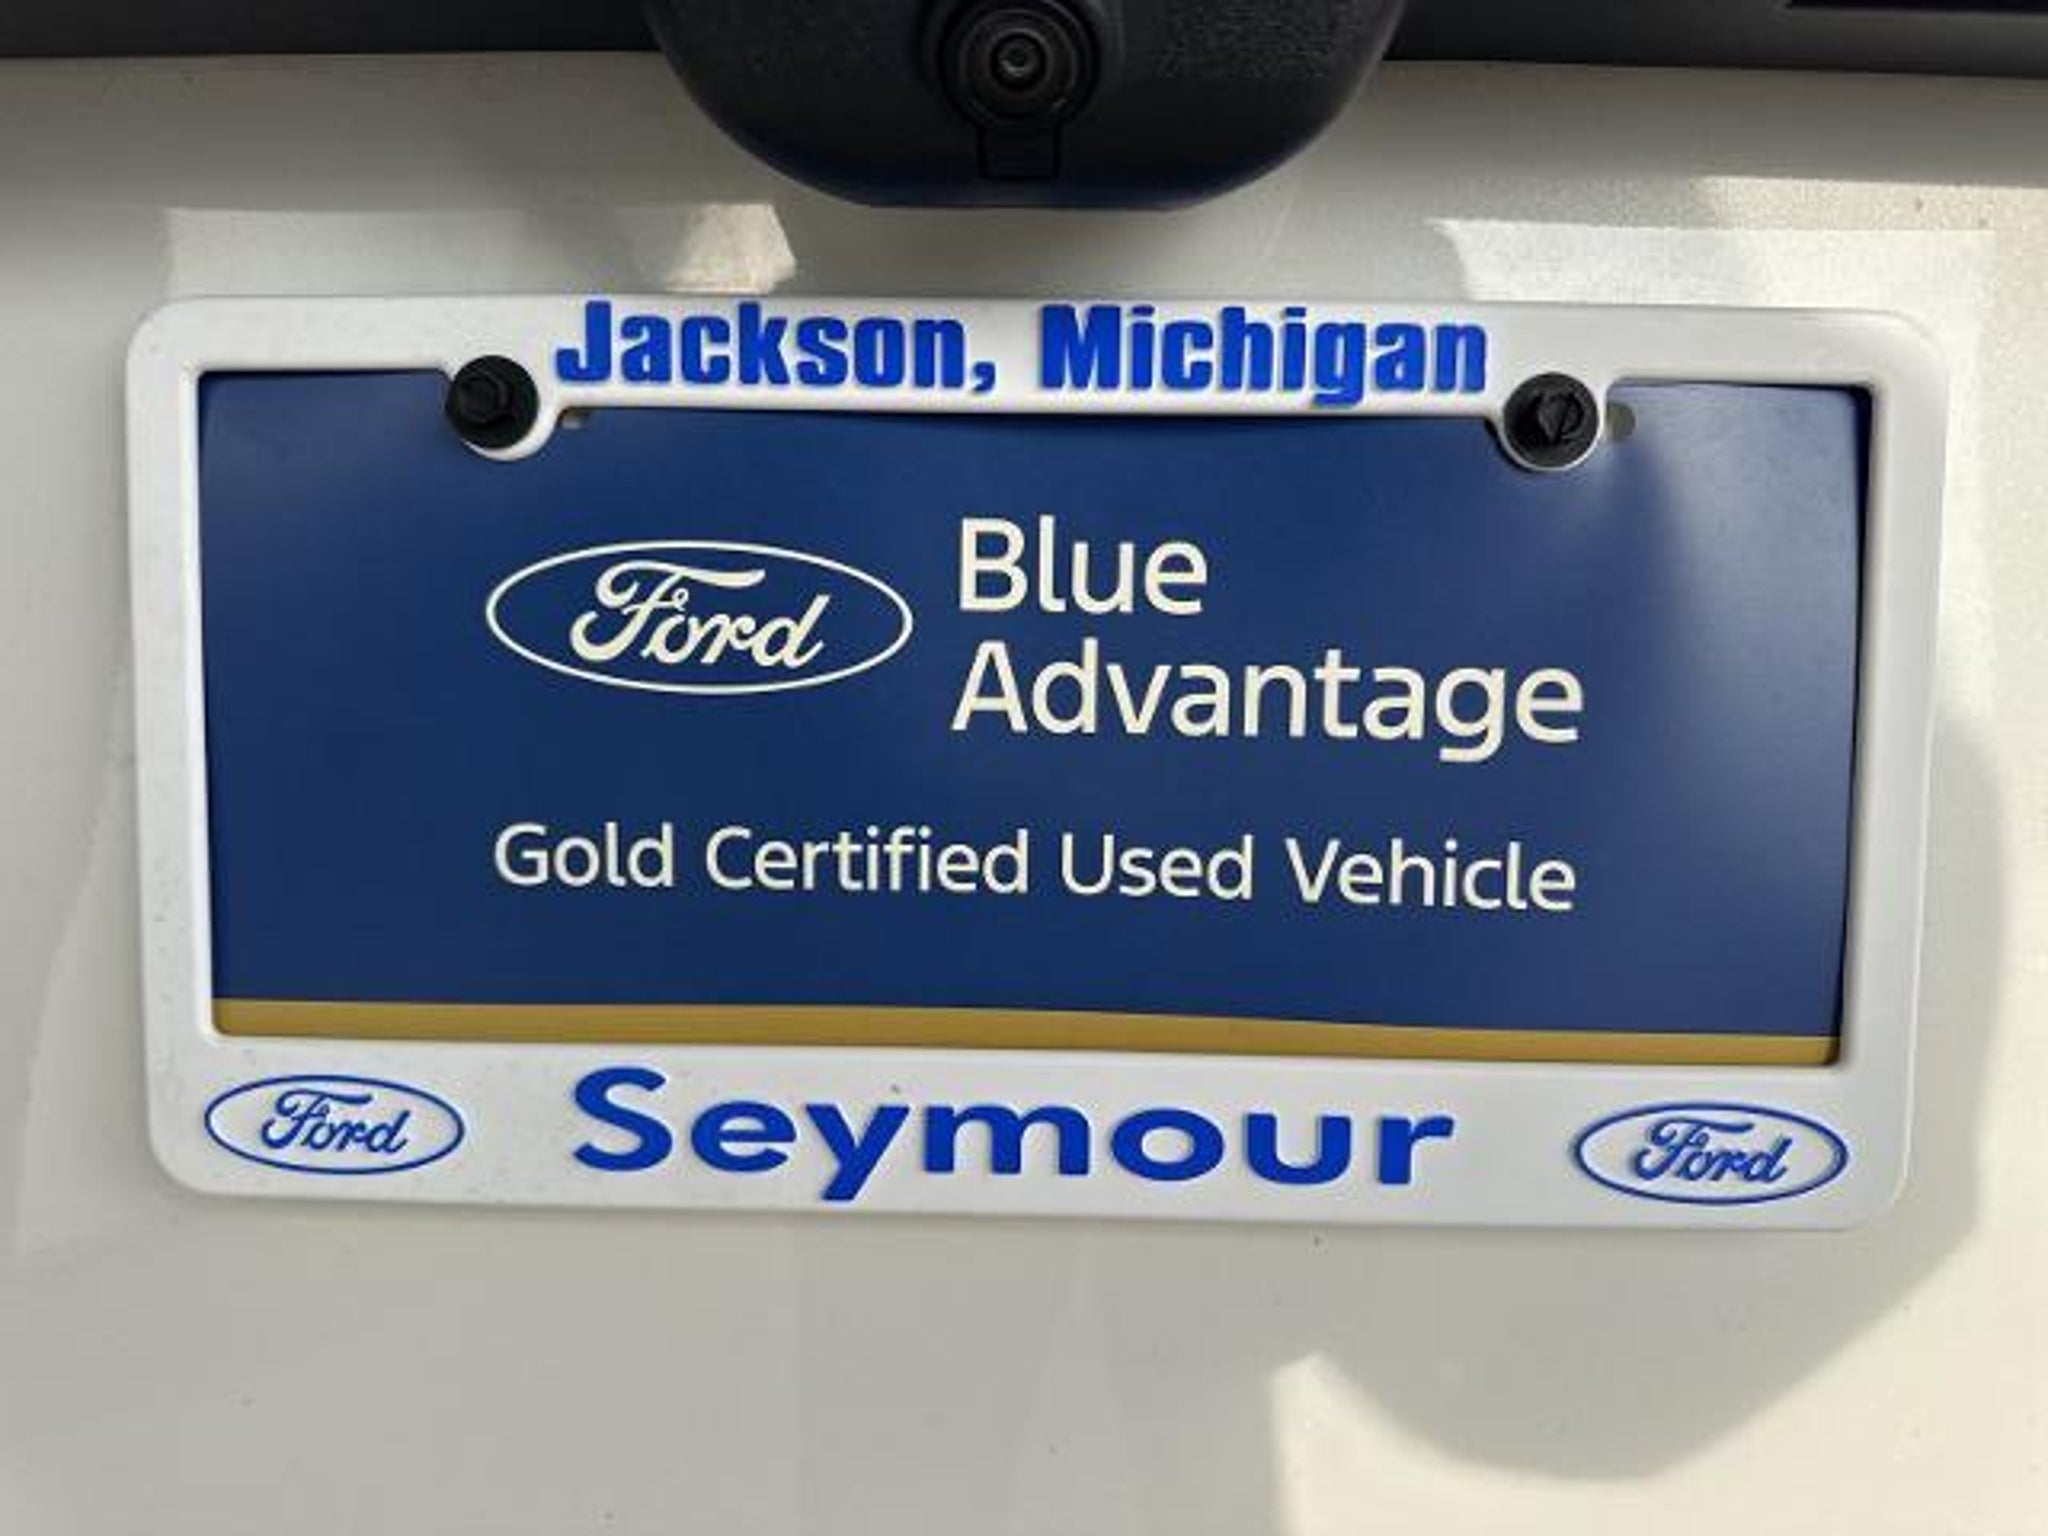 Jackson, Michigan
Ford
Blue
Advantage
Gold Certified Used Vehicle
Ford Seymour Ford